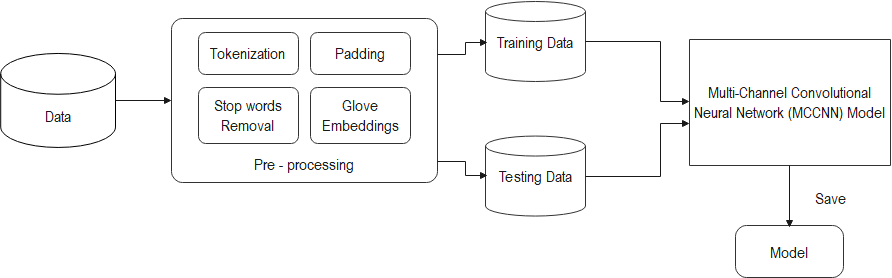 Data
Tokenization
Padding
Stop words
Removal
Glove
Embeddings
Pre - processing
Training Data
Testing Data
Multi-Channel Convolutional
Neural Network (MCCNN) Model
Save
Model